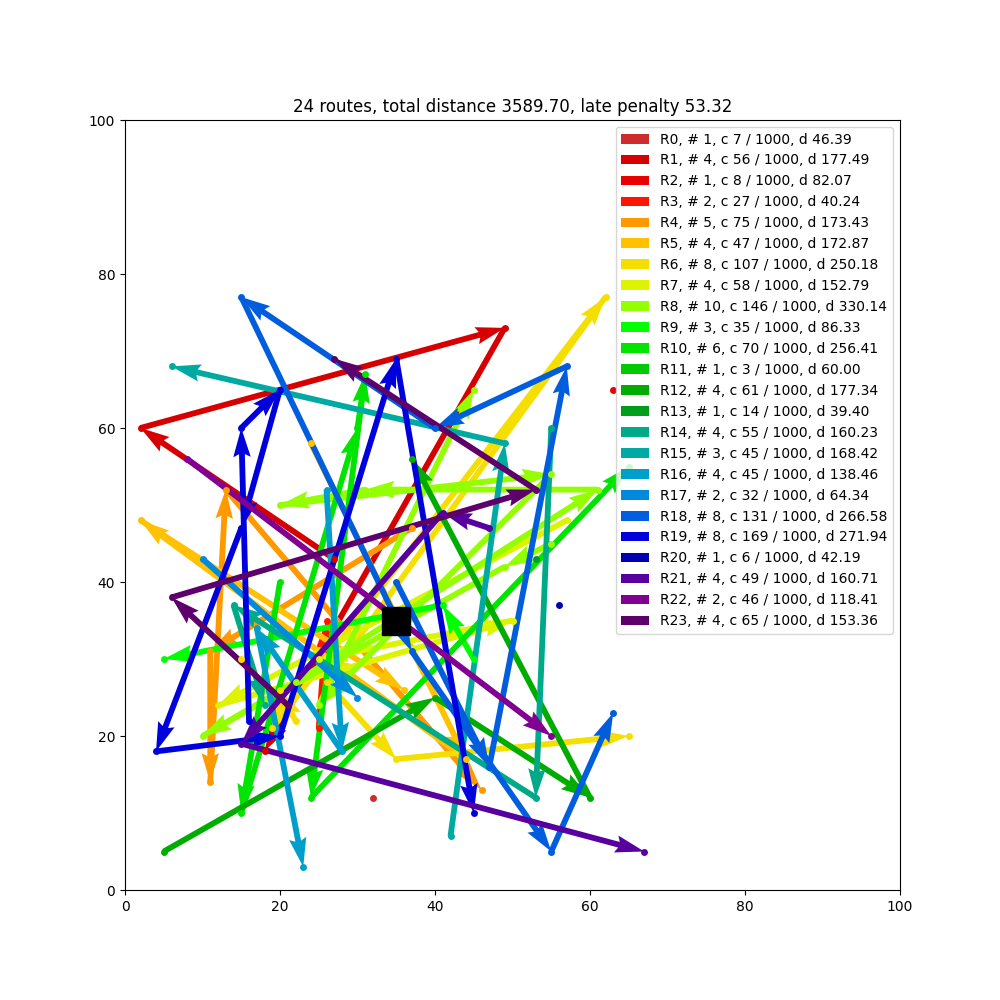 24 routes, total distance 3589.70, late penalty 53.32
R0, # 1, c 7 / 1000, d 46.39
R1, # 4, c 56 / 1000, d 177.49
R2, # 1, c 8 / 1000, d 82.07
R3, # 2, c 27 / 1000, d 40.24
R4, # 5, c 75 / 1000, d 173.43
R5, # 4, c 47 / 1000, d 172.87
R6, # 8, c 107 / 1000, d 250.18
R7, # 4, c 58 / 1000, d 152.79
R8, # 10, c 146 / 1000, d 330.14
R9, # 3, c 35 / 1000, d 86.33
R10, # 6, c 70 / 1000, d 256.41
R11, # 1, c 3 / 1000, d 60.00
R12, # 4, c 61 / 1000, d 177.34
R13, # 1, c 14 / 1000, d 39.40
R14, # 4, c 55 / 1000, d 160.23
R15, # 3, c 45 / 1000, d 168.42
R16, # 4, c 45 / 1000, d 138.46
R17, # 2, c 32 / 1000, d 64.34
R18, # 8, c 131 / 1000, d 266.58
R19, # 8, c 169 / 1000, d 271.94
R20, # 1, c 6 / 1000, d 42.19
R21, # 4, c 49 / 1000, d 160.71
R22, # 2, c 46 / 1000, d 118.41
R23, # 4, c 65 / 1000, d 153.36
100
80
60
40
20
0
0 20 40 60 80 100